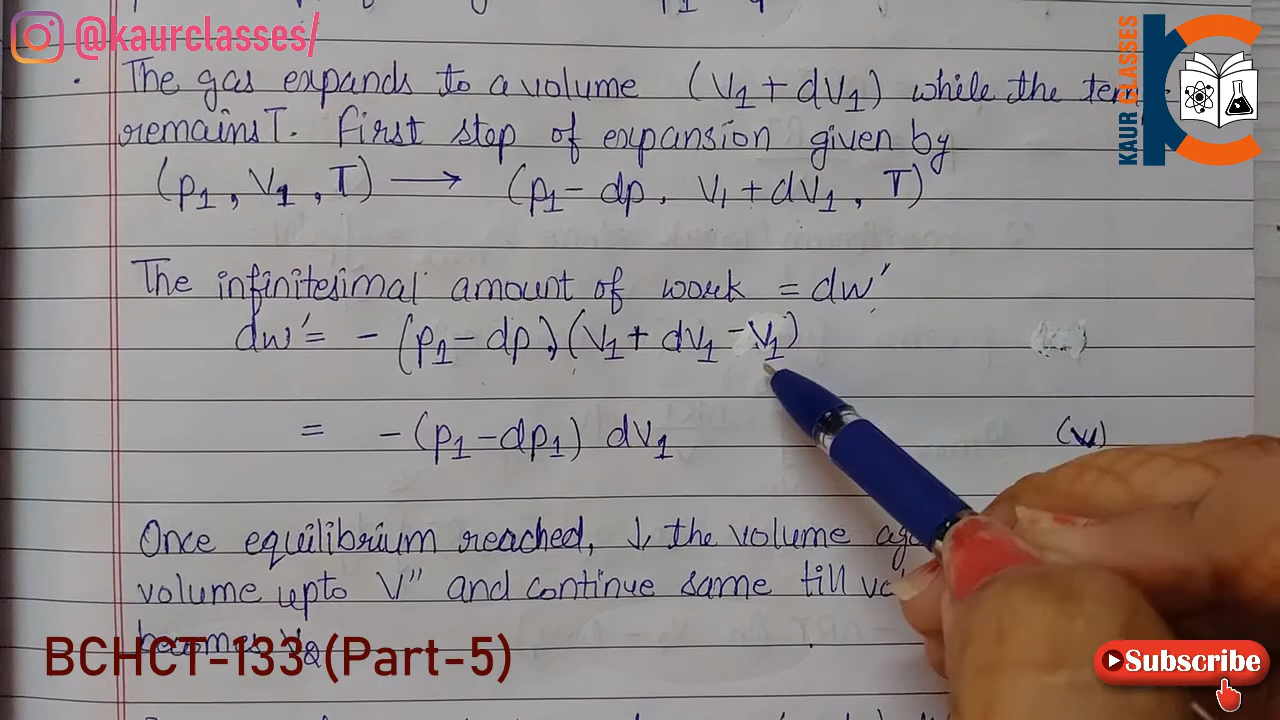 @kaurclasses/
KAUR CLASSES
. The gas expands to a volume (V1 + dV1) while the
remains T. First step of expansion given by
(p1, V1, T) → (p1 - dp, V1 + dV1, T)
The infinitesimal amount of work = dw'
dw' = - (p1 - dp,) (V1 + dV1 - V1)
= - (p1 - dp1) dV1 (v)
Once equilibrium reached, ↓ the volume
volume upto V" and continue same till
becomes V2
BCHCT-133 (Part-5)
Subscribe